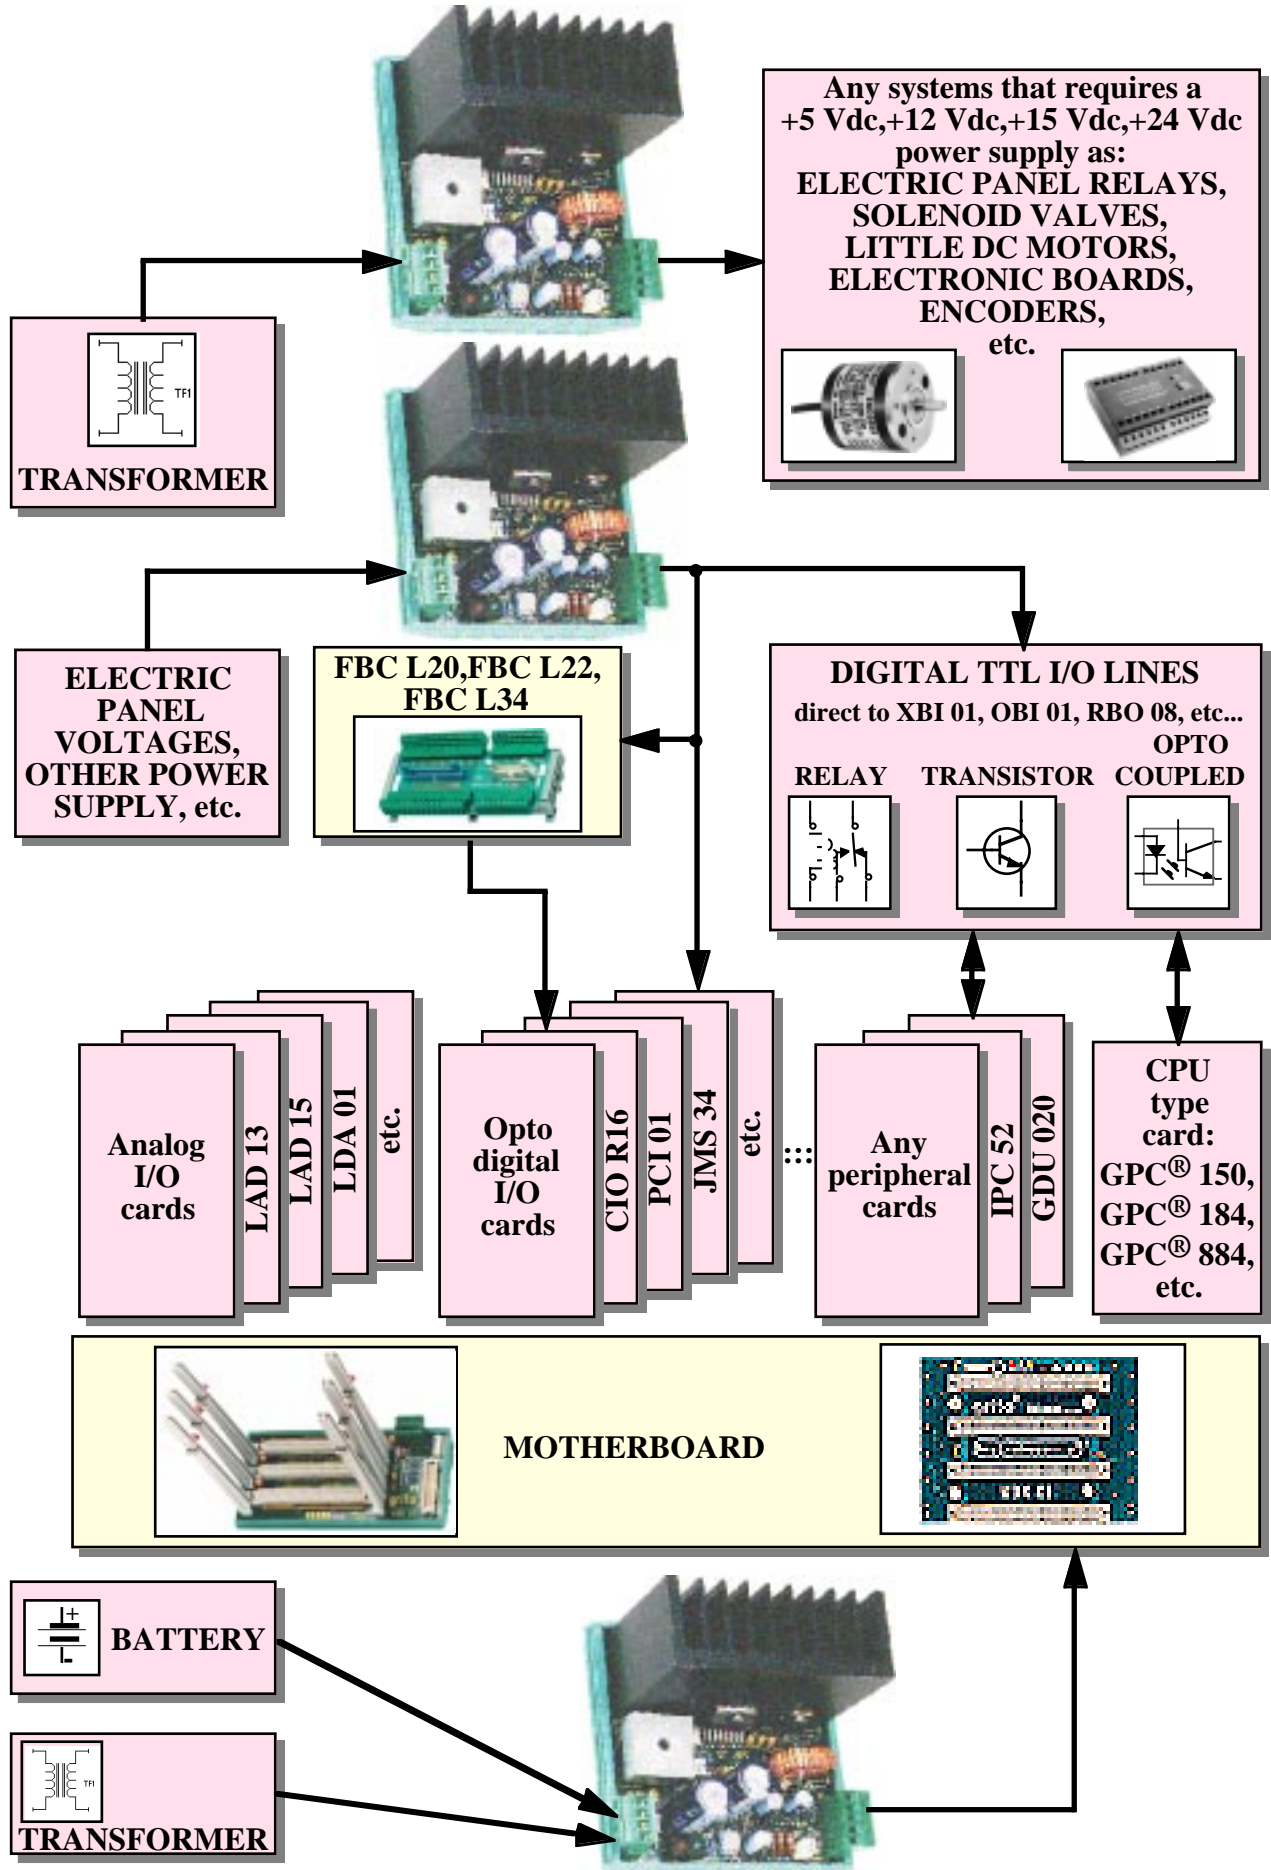 Any systems that requires a
+5 Vdc,+12 Vdc,+15 Vdc,+24 Vdc
power supply as:
ELECTRIC PANEL RELAYS,
SOLENOID VALVES,
LITTLE DC MOTORS,
ELECTRONIC BOARDS,
ENCODERS,
etc.
TF1
TRANSFORMER
ELECTRIC
PANEL
VOLTAGES,
OTHER POWER
SUPPLY, etc.
FBC L20,FBC L22,
FBC L34
DIGITAL TTL I/O LINES
direct to XBI 01, OBI 01, RBO 08, etc...
RELAY
TRANSISTOR
OPTO
COUPLED
Analog
I/O
cards
LAD 13
LAD 15
LDA 01
etc.
Opto
digital
I/O
cards
CIO R16
PCI 01
JMS 34
etc.
Any
peripheral
cards
IPC 52
GDU 020
CPU
type
card:
GPC® 150,
GPC® 184,
GPC® 884,
etc.
MOTHERBOARD
+
-
BATTERY
TF1
TRANSFORMER